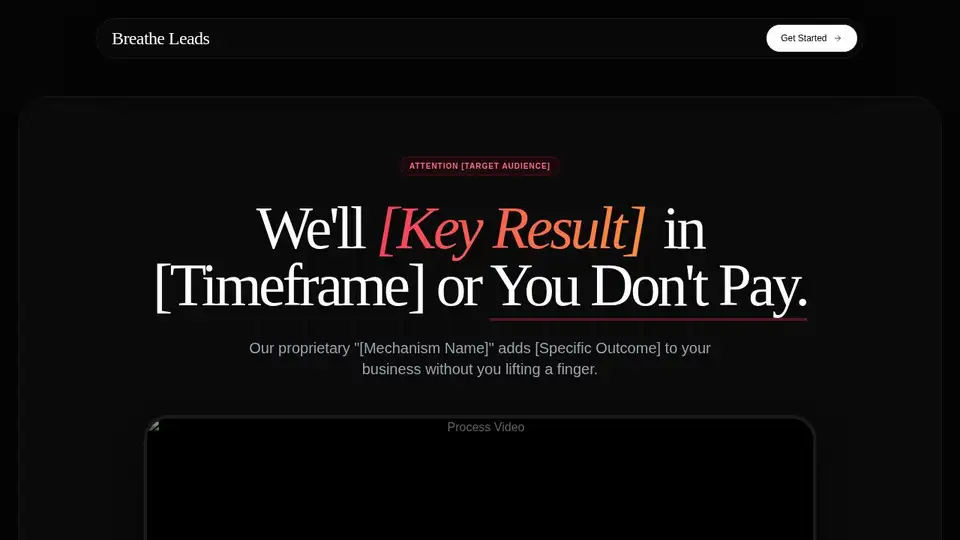 Breathe Leads
Get Started
ATTENTION [TARGET AUDIENCE]
We'll [Key Result] in
[Timeframe] or You Don't Pay.
Our proprietary "[Mechanism Name]" adds [Specific Outcome] to your
business without you lifting a finger.
Process Video